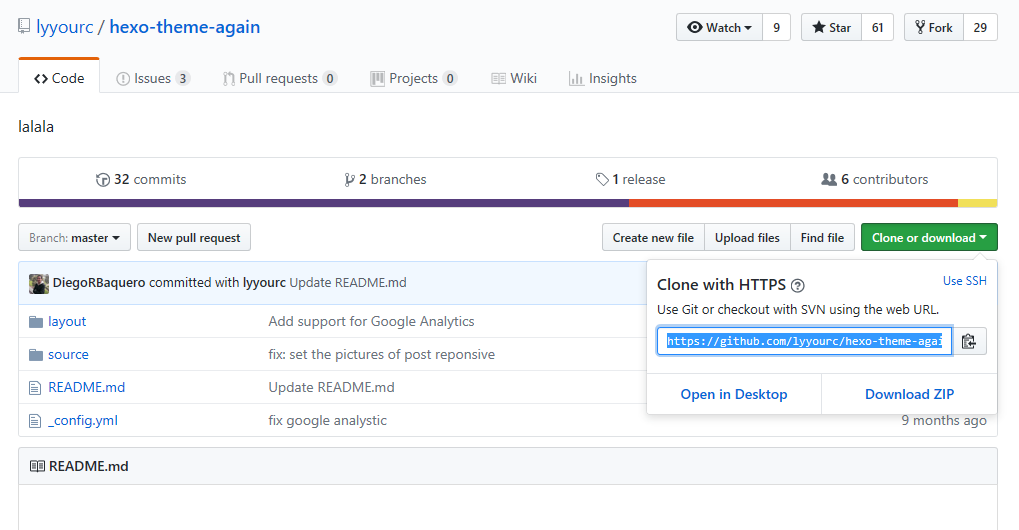 lyyourc / hexo-theme-again
Watch 9 Star 61 Fork 29
Code Issues 3 Pull requests 0 Projects 0 Wiki Insights
lalala
32 commits 2 branches 1 release 6 contributors
Branch: master New pull request Create new file Upload files Find file Clone or download
DiegoRBaquero committed with lyyourc Update README.md
Clone with HTTPS ? Use SSH
Use Git or checkout with SVN using the web URL.
https://github.com/lyyourc/hexo-theme-agai
Open in Desktop Download ZIP
layout Add support for Google Analytics
source fix: set the pictures of post reponsive
README.md Update README.md
_config.yml fix google analystic 9 months ago
README.md